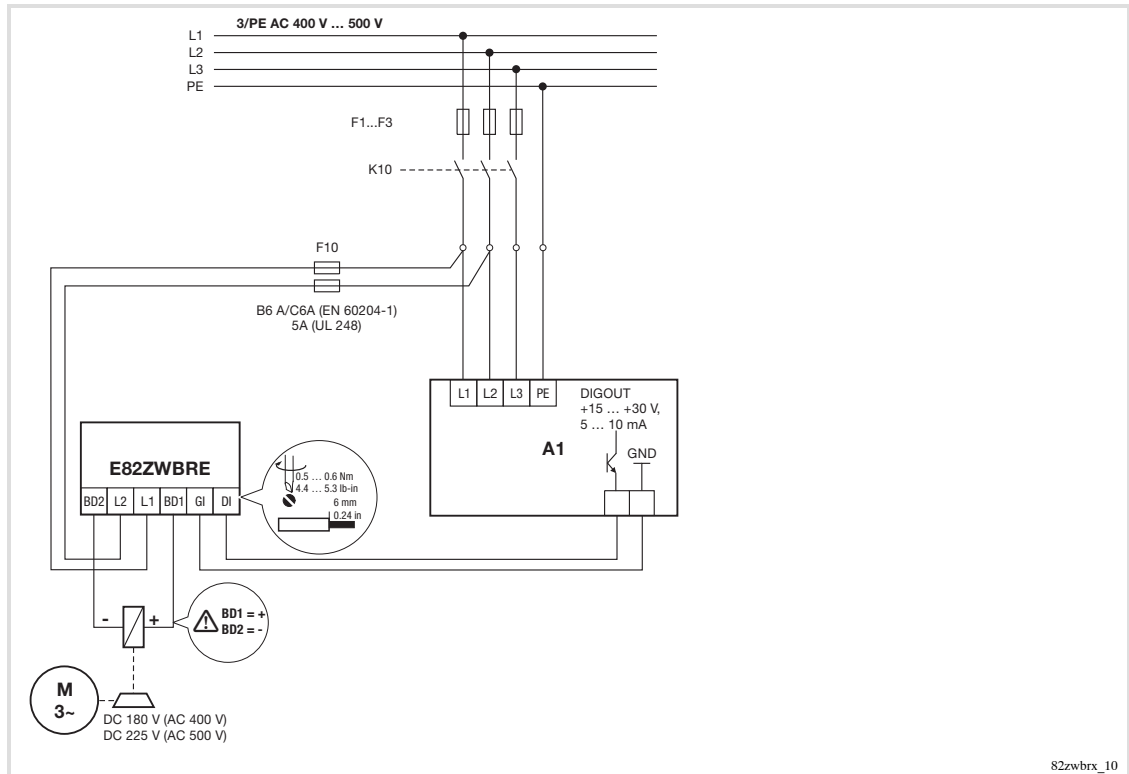 3/PE AC 400 V … 500 V
L1
L2
L3
PE
F1...F3
K10
F10
B6 A/C6A (EN 60204-1)
5A (UL 248)
L1 L2 L3 PE
DIGOUT
+15 … +30 V,
5 … 10 mA
A1
GND
E82ZWBRE
BD2 L2 L1 BD1 GI DI
0.5 … 0.6 Nm
4.4 … 5.3 lb-in
6 mm
0.24 in
- +
BD1 = +
BD2 = -
M
3~
DC 180 V (AC 400 V)
DC 225 V (AC 500 V)
82zwbrx_10